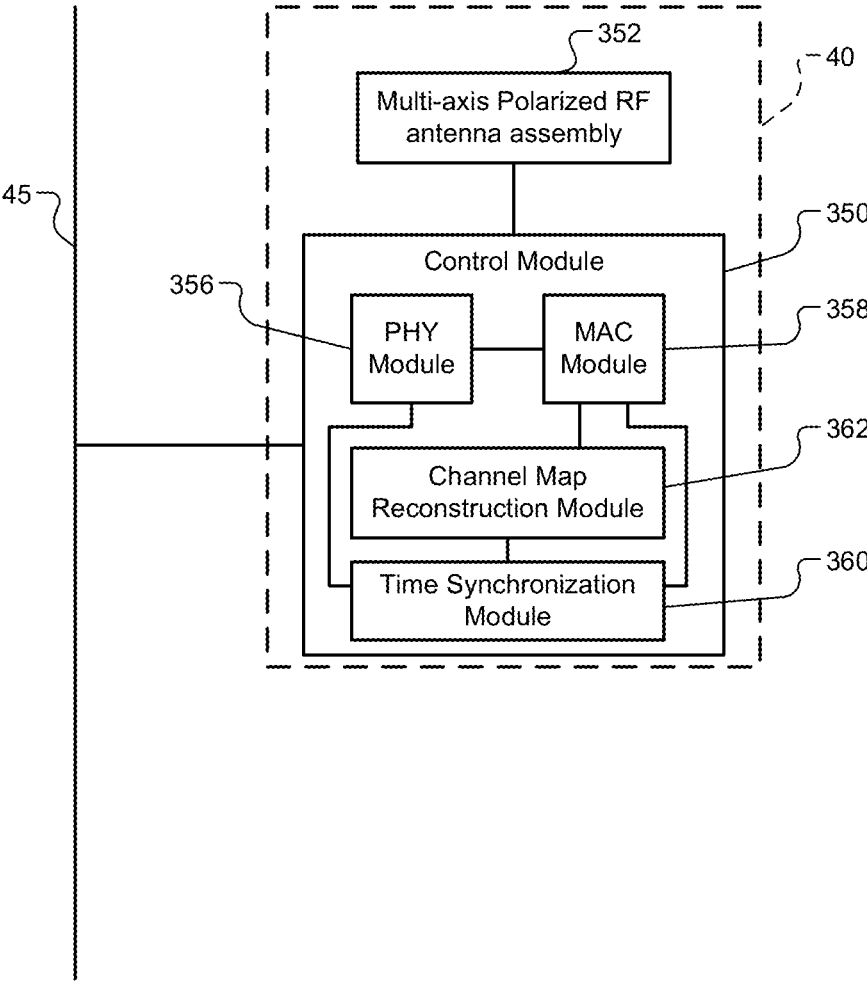 352
40
Multi-axis Polarized RF
antenna assembly
45
350
Control Module
356
358
PHY
Module
MAC
Module
362
Channel Map
Reconstruction Module
360
Time Synchronization
Module